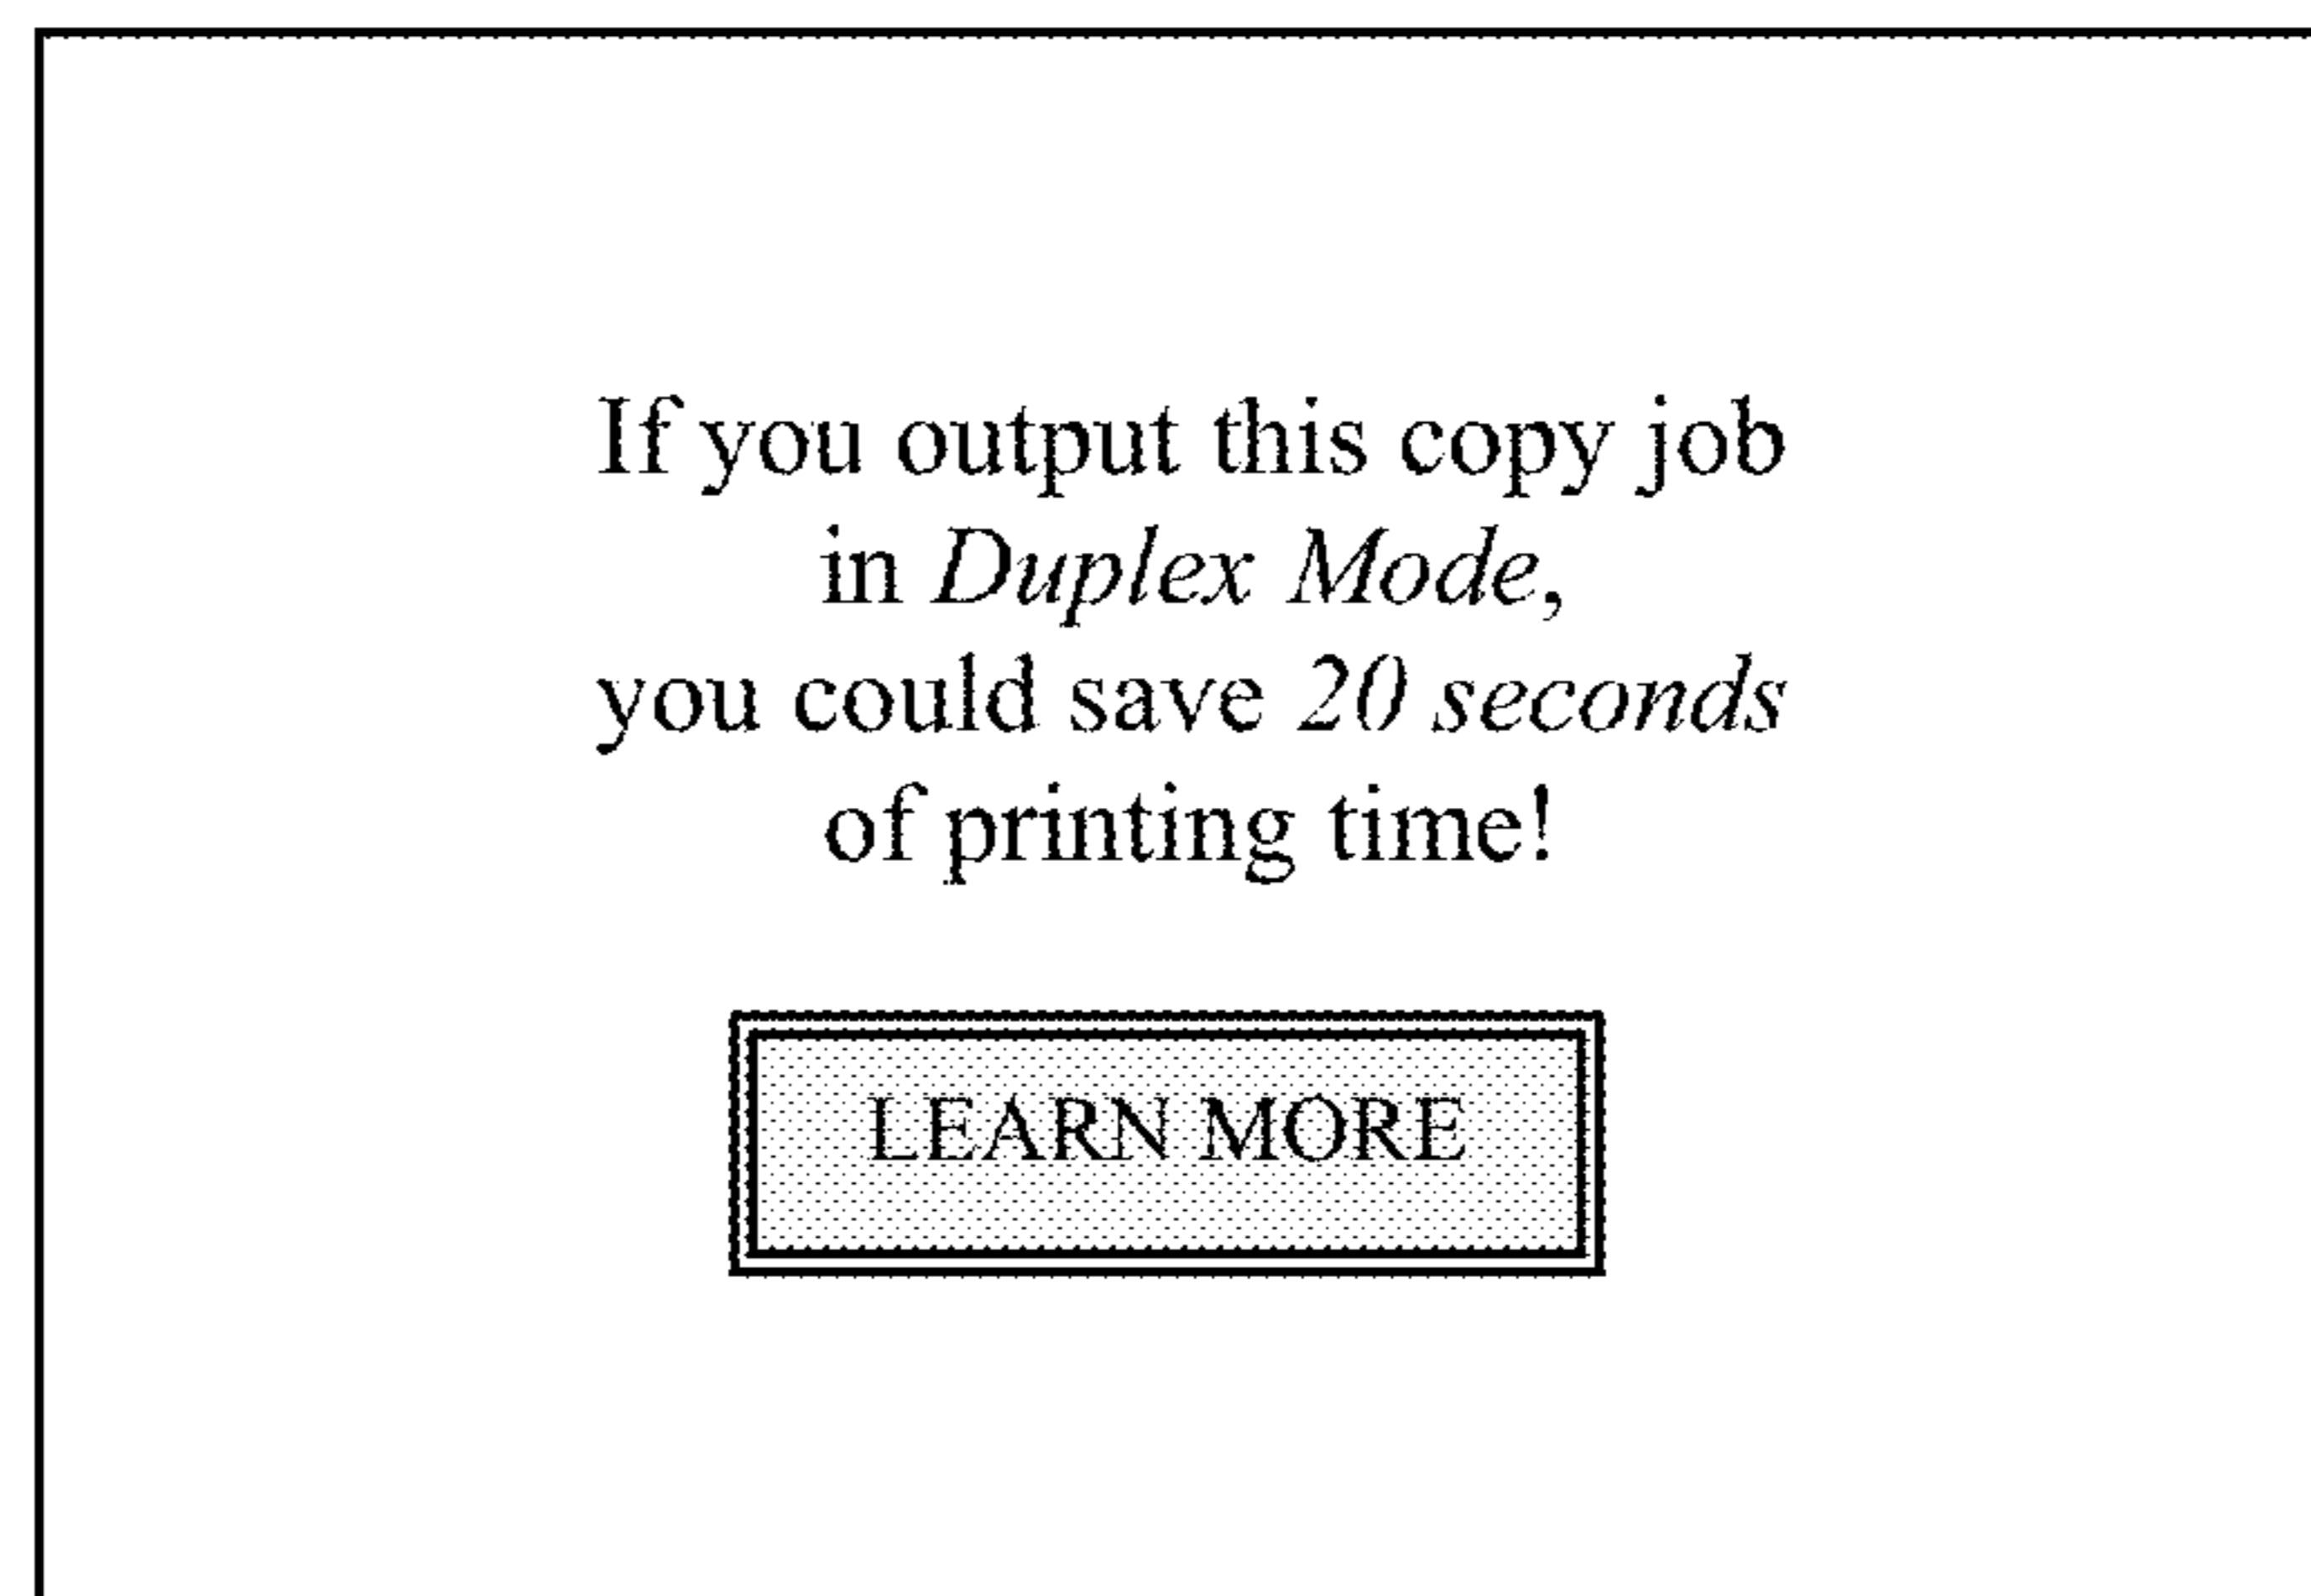 If you output this copy job
in Duplex Mode,
you could save 20 seconds
of printing time!
LEARN MORE